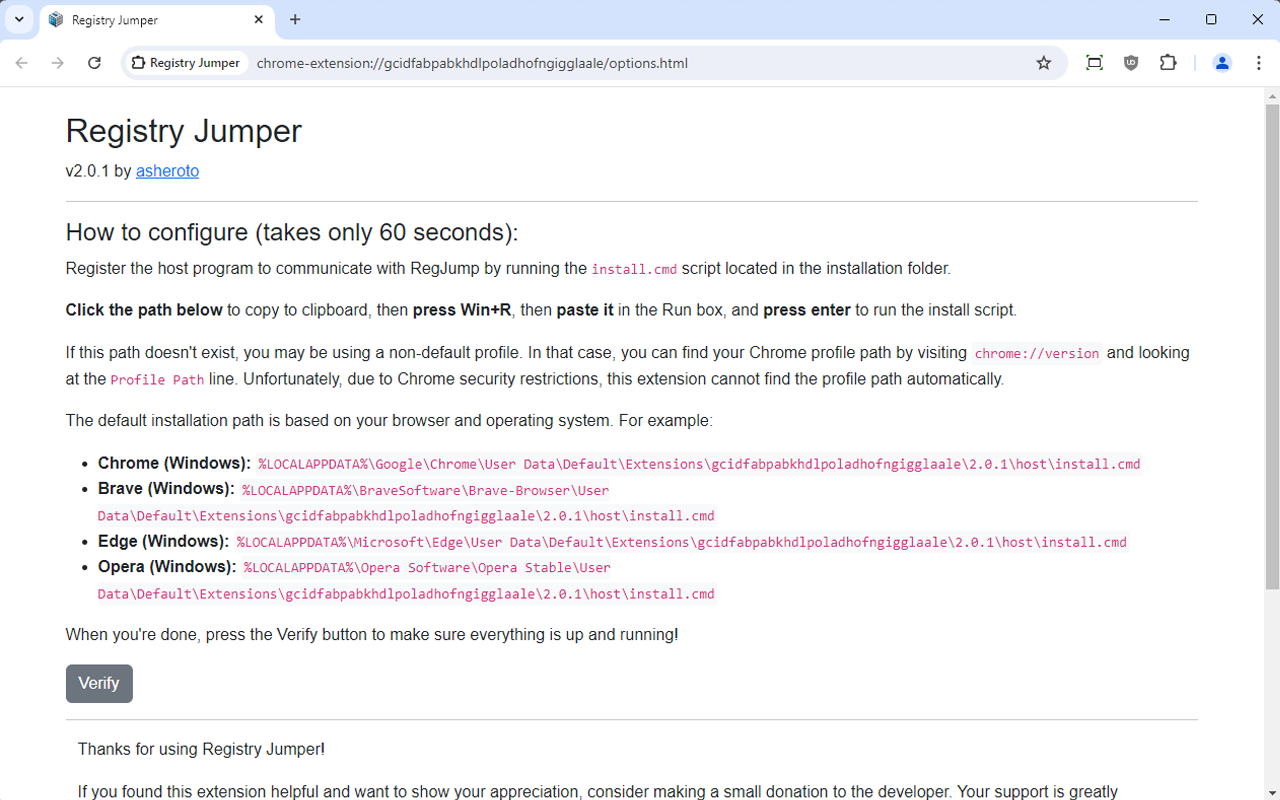 Registry Jumper
Registry Jumper
chrome-extension://gcidfabpabkhdlpoladhofngigglaale/options.html
Registry Jumper
v2.0.1 by asheroto
How to configure (takes only 60 seconds):
Register the host program to communicate with RegJump by running the install.cmd script located in the installation folder.
Click the path below to copy to clipboard, then press Win+R, then paste it in the Run box, and press enter to run the install script.
If this path doesn't exist, you may be using a non-default profile. In that case, you can find your Chrome profile path by visiting chrome://version and looking
at the Profile Path line. Unfortunately, due to Chrome security restrictions, this extension cannot find the profile path automatically.
The default installation path is based on your browser and operating system. For example:
• Chrome (Windows): %LOCALAPPDATA%\Google\Chrome\User Data\Default\Extensions\gcidfabpabkhdlpoladhofngigglaale\2.0.1\host\install.cmd
• Brave (Windows): %LOCALAPPDATA%\BraveSoftware\Brave-Browser\User
Data\Default\Extensions\gcidfabpabkhdlpoladhofngigglaale\2.0.1\host\install.cmd
• Edge (Windows): %LOCALAPPDATA%\Microsoft\Edge\User Data\Default\Extensions\gcidfabpabkhdlpoladhofngigglaale\2.0.1\host\install.cmd
• Opera (Windows): %LOCALAPPDATA%\Opera Software\Opera Stable\User
Data\Default\Extensions\gcidfabpabkhdlpoladhofngigglaale\2.0.1\host\install.cmd
When you're done, press the Verify button to make sure everything is up and running!
Verify
Thanks for using Registry Jumper!
If you found this extension helpful and want to show your appreciation, consider making a small donation to the developer. Your support is greatly